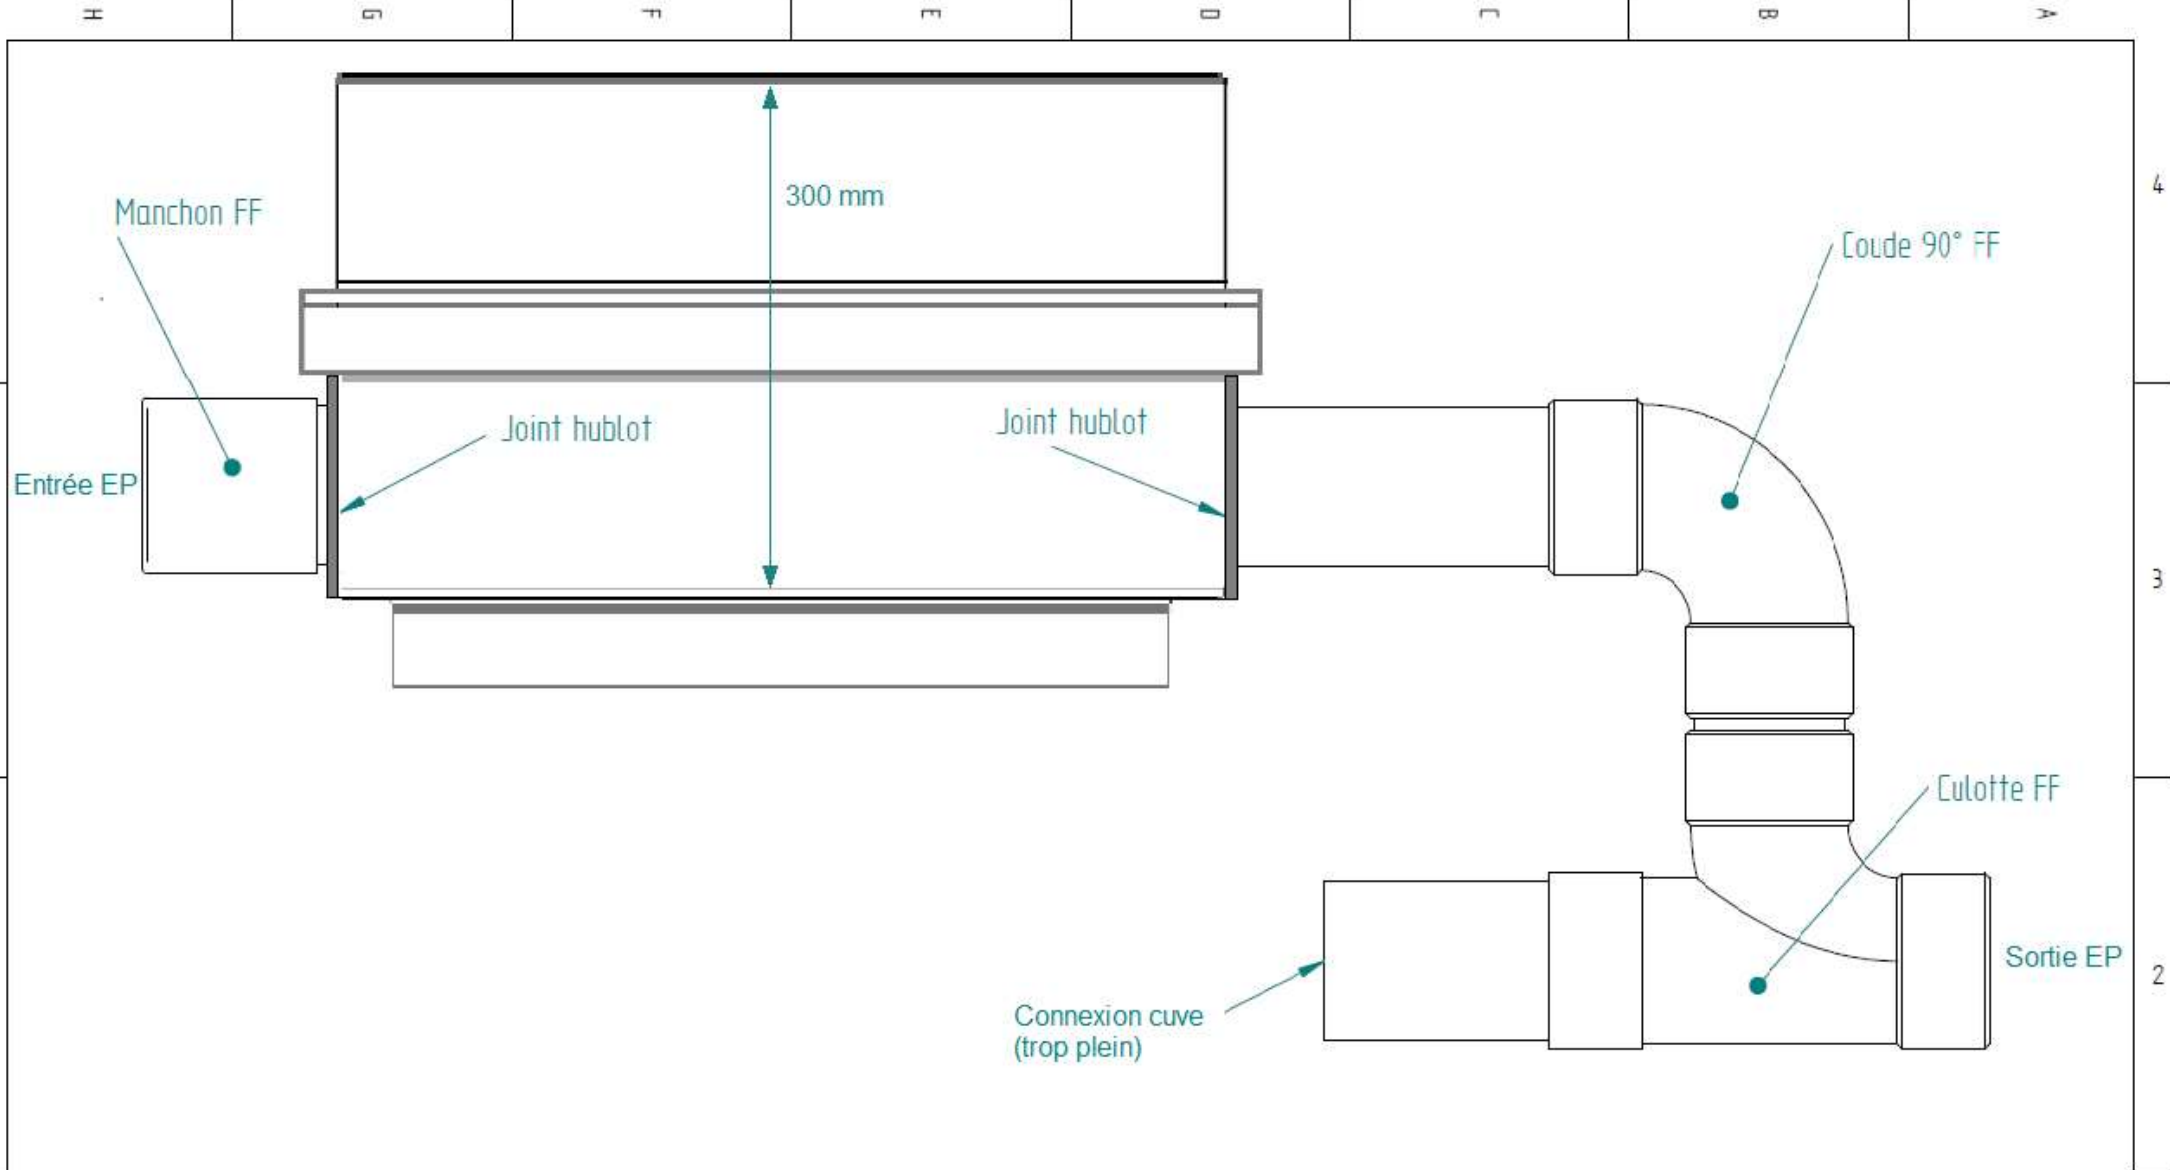 H G F E D C B A
4
300 mm
Manchon FF
Coude 90° FF
Joint hublot
Joint hublot
Entrée EP
3
Culotte FF
Sortie EP
2
Connexion cuve
(trop plein)